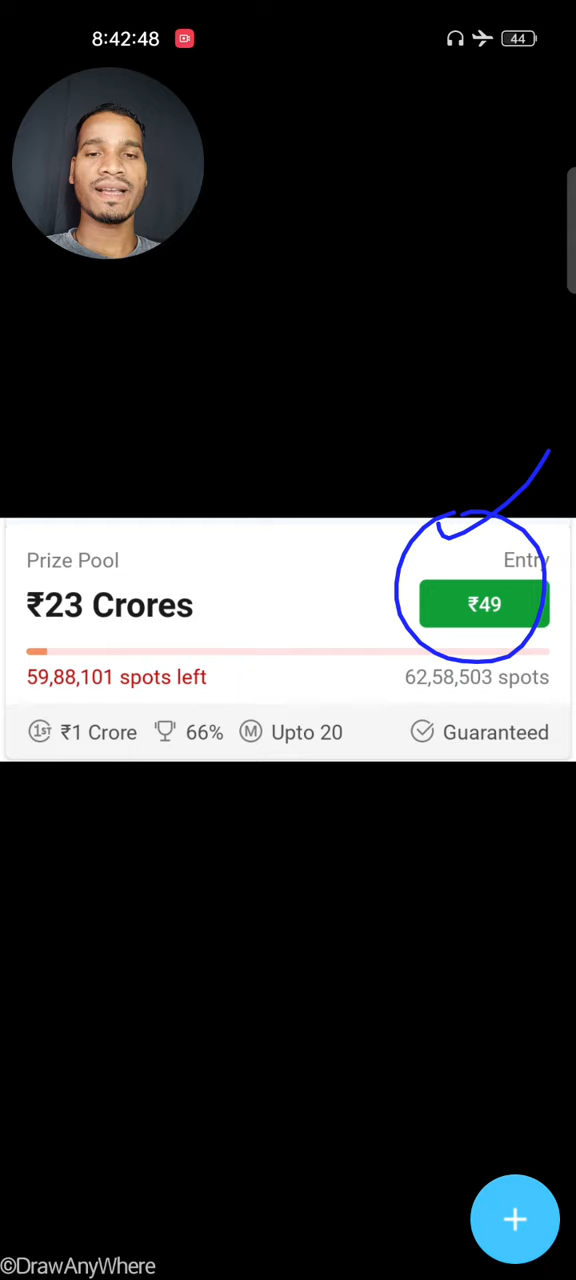 8:42:48
44
Prize Pool
Entry
₹23 Crores
₹49
59,88,101 spots left
62,58,503 spots
1ST ₹1 Crore 66% M Upto 20 Guaranteed
©DrawAnyWhere